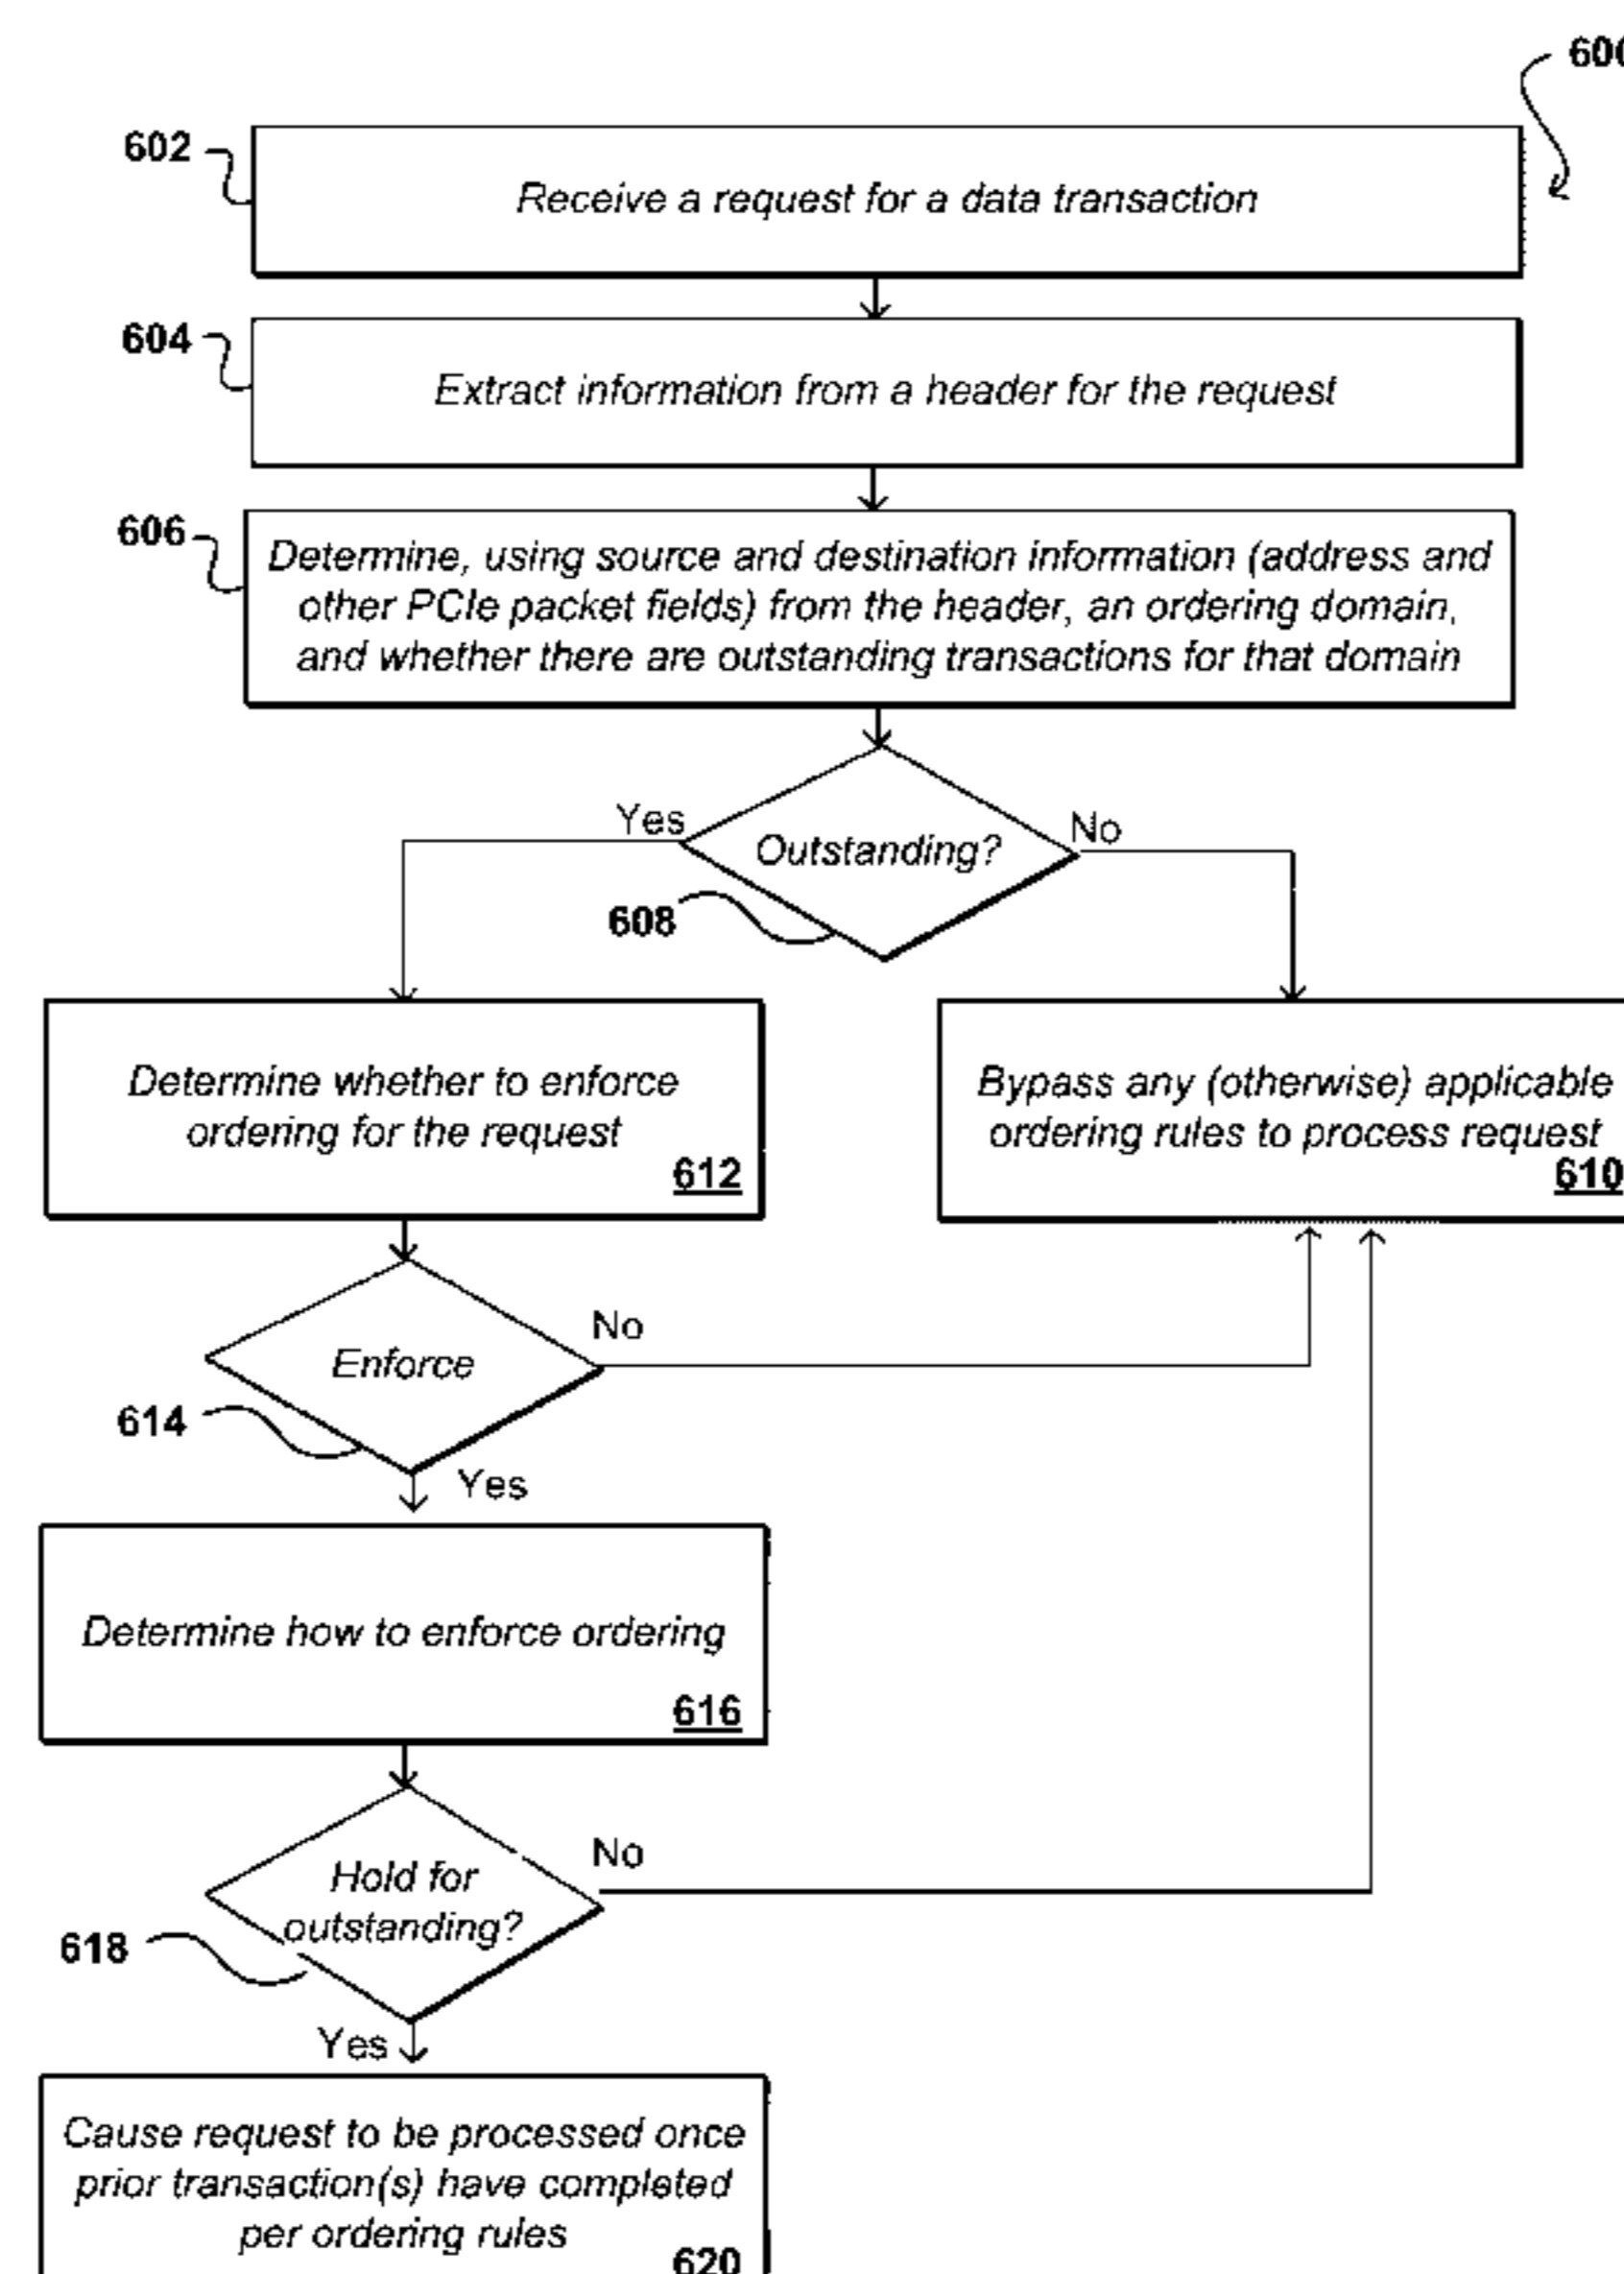 600
602
Receive a request for a data transaction
604
Extract information from a header for the request
606
Determine, using source and destination information (address and
other PCIe packet fields) from the header, an ordering domain,
and whether there are outstanding transactions for that domain
Yes
Outstanding?
No
608
Determine whether to enforce
ordering for the request
612
Bypass any (otherwise) applicable
ordering rules to process request
610
Enforce
No
614
Yes
Determine how to enforce ordering
616
Hold for
outstanding?
No
618
Yes
Cause request to be processed once
prior transaction(s) have completed
per ordering rules
620